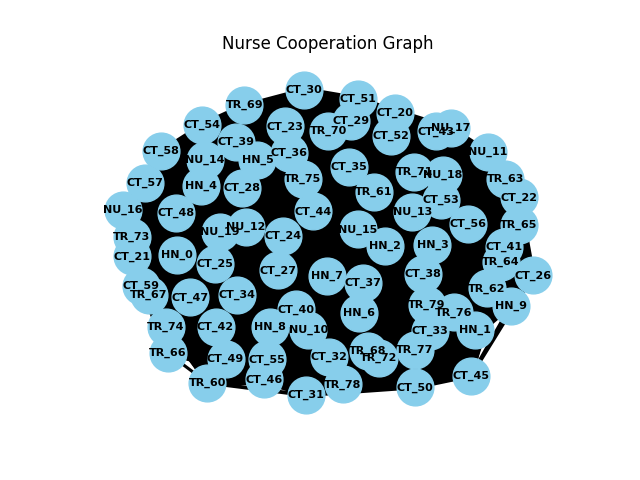 Nurse Cooperation Graph
CT_30
CT_51
TR_69
CT_20
CT_29
CT_54
CT_23
NU_17
TR_70
CT_43
CT_52
CT_39
CT_58
NU_11
CT_36
NU_14
HN_5
CT_35
TR_71
NU_18
TR_75
TR_63
CT_57
HN_4
CT_28
TR_61
CT_22
CT_53
NU_16
CT_48
CT_44
NU_13
CT_56
TR_65
NU_12
NU_15
NU_19
TR_73
CT_24
HN_2
HN_3
CT_41
HN_0
CT_21
TR_64
CT_25
CT_27
CT_38
CT_26
HN_7
CT_37
CT_59
TR_62
TR_67
CT_34
CT_47
TR_79
HN_9
CT_40
TR_76
HN_6
TR_74
CT_42
HN_8
NU_10
CT_33
HN_1
TR_68
TR_77
TR_66
CT_32
TR_72
CT_49
CT_55
CT_45
CT_46
TR_60
TR_78
CT_50
CT_31